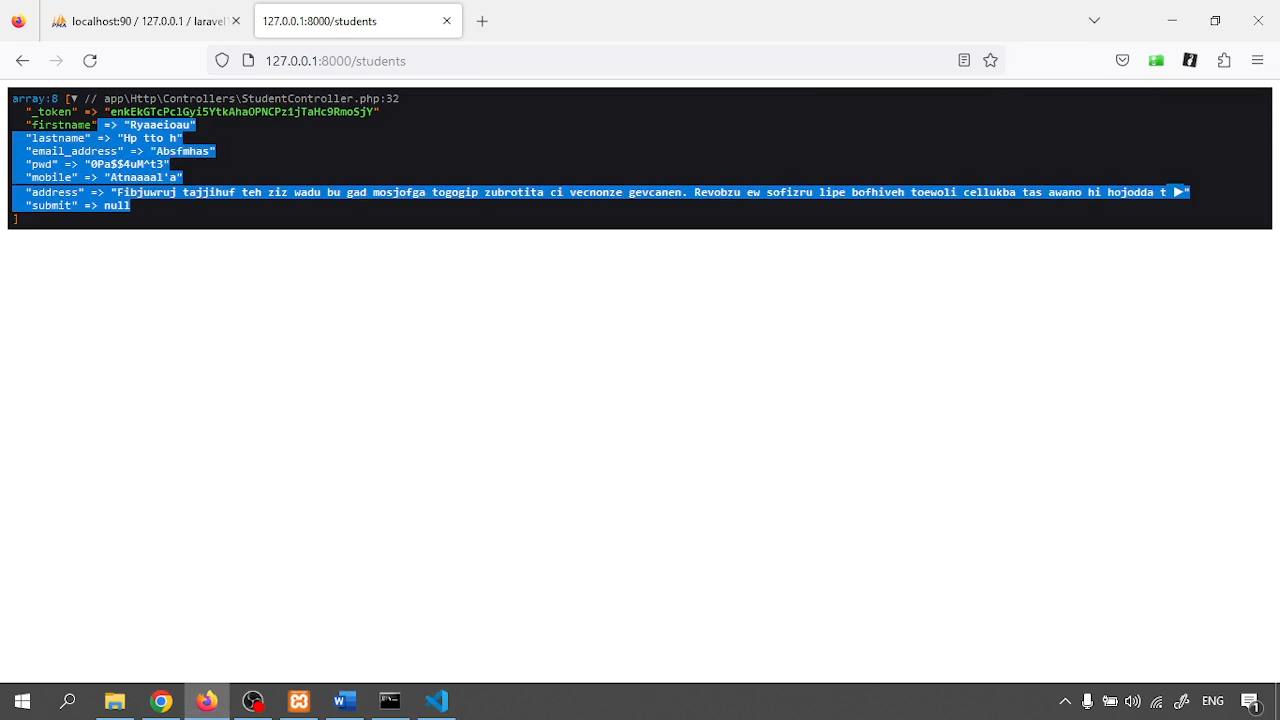 localhost:90 / 127.0.0.1 / laravel
127.0.0.1:8000/students
127.0.0.1:8000/students
array:8 [▼ // app\Http\Controllers\StudentController.php:32
"_token" => "enkEkGTcPclGyi5YtkAhaOPNCPz1jTaHc9RmoSjY"
"firstname" => "Ryaaeioau"
"lastname" => "Hp tto h"
"email_address" => "Absfmhas"
"pwd" => "0Pa$$4uM^t3"
"mobile" => "Atnaaaal'a"
"address" => "Fibjuwruj tajjihuf teh ziz wadu bu gad mosjofga togogip zubrotita ci vecnonze gevcanen. Revobzu ew sofizru lipe bofhiveh toewoli cellukba tas awano hi hojodda t ▶"
"submit" => null
]
ENG